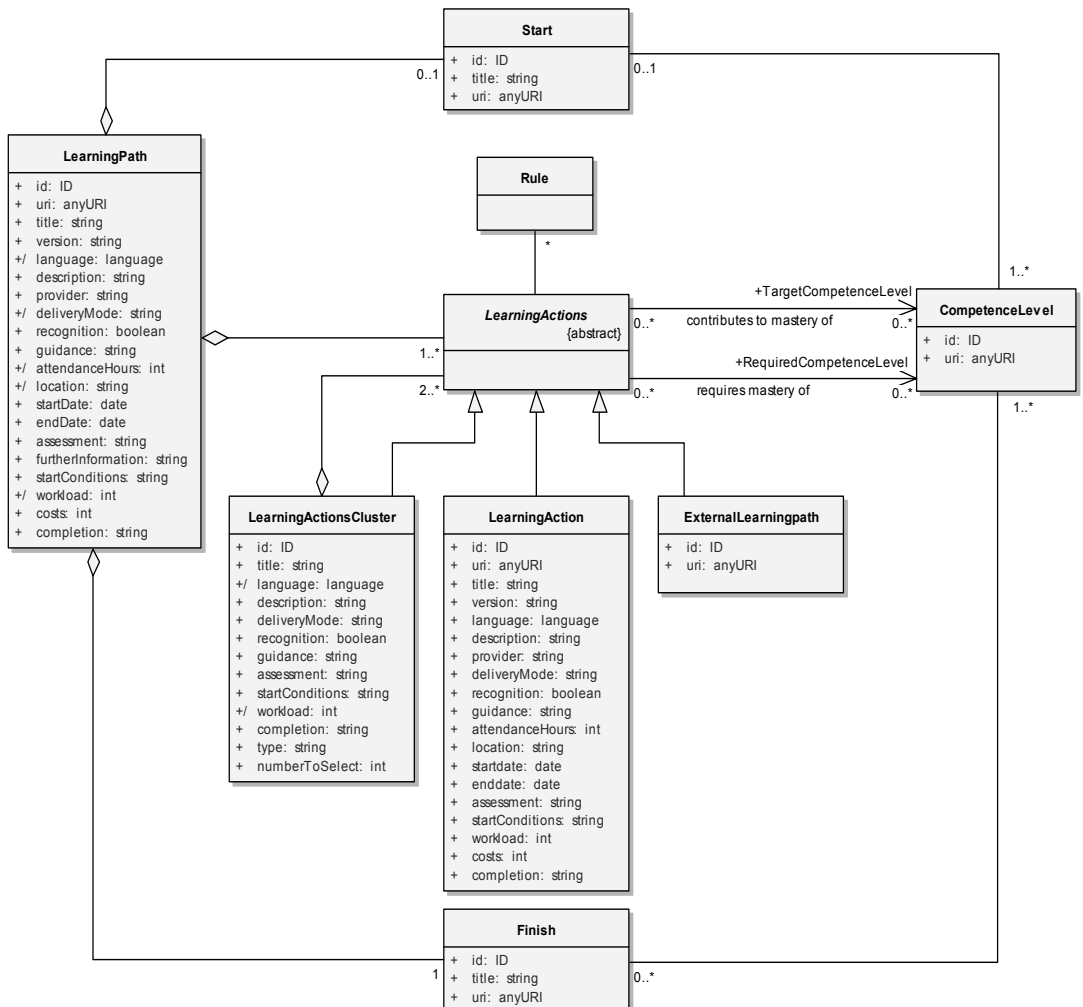 Start
+ id: ID
+ title: string
+ uri: anyURI
0..1
0..1
LearningPath
+ id: ID
+ uri: anyURI
+ title: string
+ version: string
+/ language: language
+ description: string
+ provider: string
+/ deliveryMode: string
+ recognition: boolean
+ guidance: string
+/ attendanceHours: int
+/ location: string
+ startDate: date
+ endDate: date
+ assessment: string
+ furtherInformation: string
+ startConditions: string
+/ workload: int
+ costs: int
+ completion: string
Rule
*
LearningActions
{abstract}
1..*
2..*
+TargetCompetenceLevel
0..*
contributes to mastery of
0..*
+RequiredCompetenceLevel
0..*
requires mastery of
0..*
1..*
CompetenceLevel
+ id: ID
+ uri: anyURI
1..*
LearningActionsCluster
+ id: ID
+ title: string
+/ language: language
+ description: string
+ deliveryMode: string
+ recognition: boolean
+ guidance: string
+ assessment: string
+ startConditions: string
+/ workload: int
+ completion: string
+ type: string
+ numberToSelect: int
LearningAction
+ id: ID
+ uri: anyURI
+ title: string
+ version: string
+ language: language
+ description: string
+ provider: string
+ deliveryMode: string
+ recognition: boolean
+ guidance: string
+ attendanceHours: int
+ location: string
+ startdate: date
+ enddate: date
+ assessment: string
+ startConditions: string
+ workload: int
+ costs: int
+ completion: string
ExternalLearningpath
+ id: ID
+ uri: anyURI
Finish
+ id: ID
+ title: string
+ uri: anyURI
1
0..*